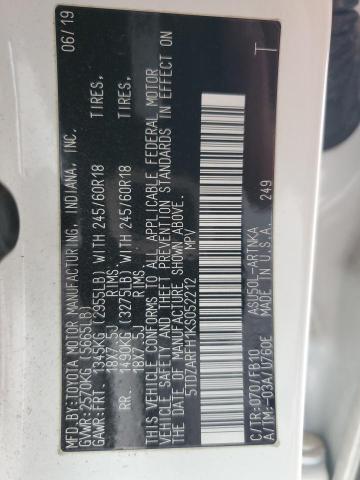 MFD.BY:TOYOTA MOTOR MANUFACTURING, INDIANA, INC. 06/19
GVWR:2570KG (5665LB)
GAWR:FRT. 1345KG (2955LB) WITH 245/60R18 TIRES,
18X7.5J RIMS.
RR. 1490KG (3275LB) WITH 245/60R18 TIRES,
18X7.5J RIMS.
THIS VEHICLE CONFORMS TO ALL APPLICABLE FEDERAL MOTOR
VEHICLE SAFETY AND THEFT PREVENTION STANDARDS IN EFFECT ON
THE DATE OF MANUFACTURE SHOWN ABOVE.
5TDZARFH1KS052212 MPV
C/TR:070/FB10 ASU50L-ARTNKA T
A/TM:-03A/U760E MADE IN U.S.A. 249